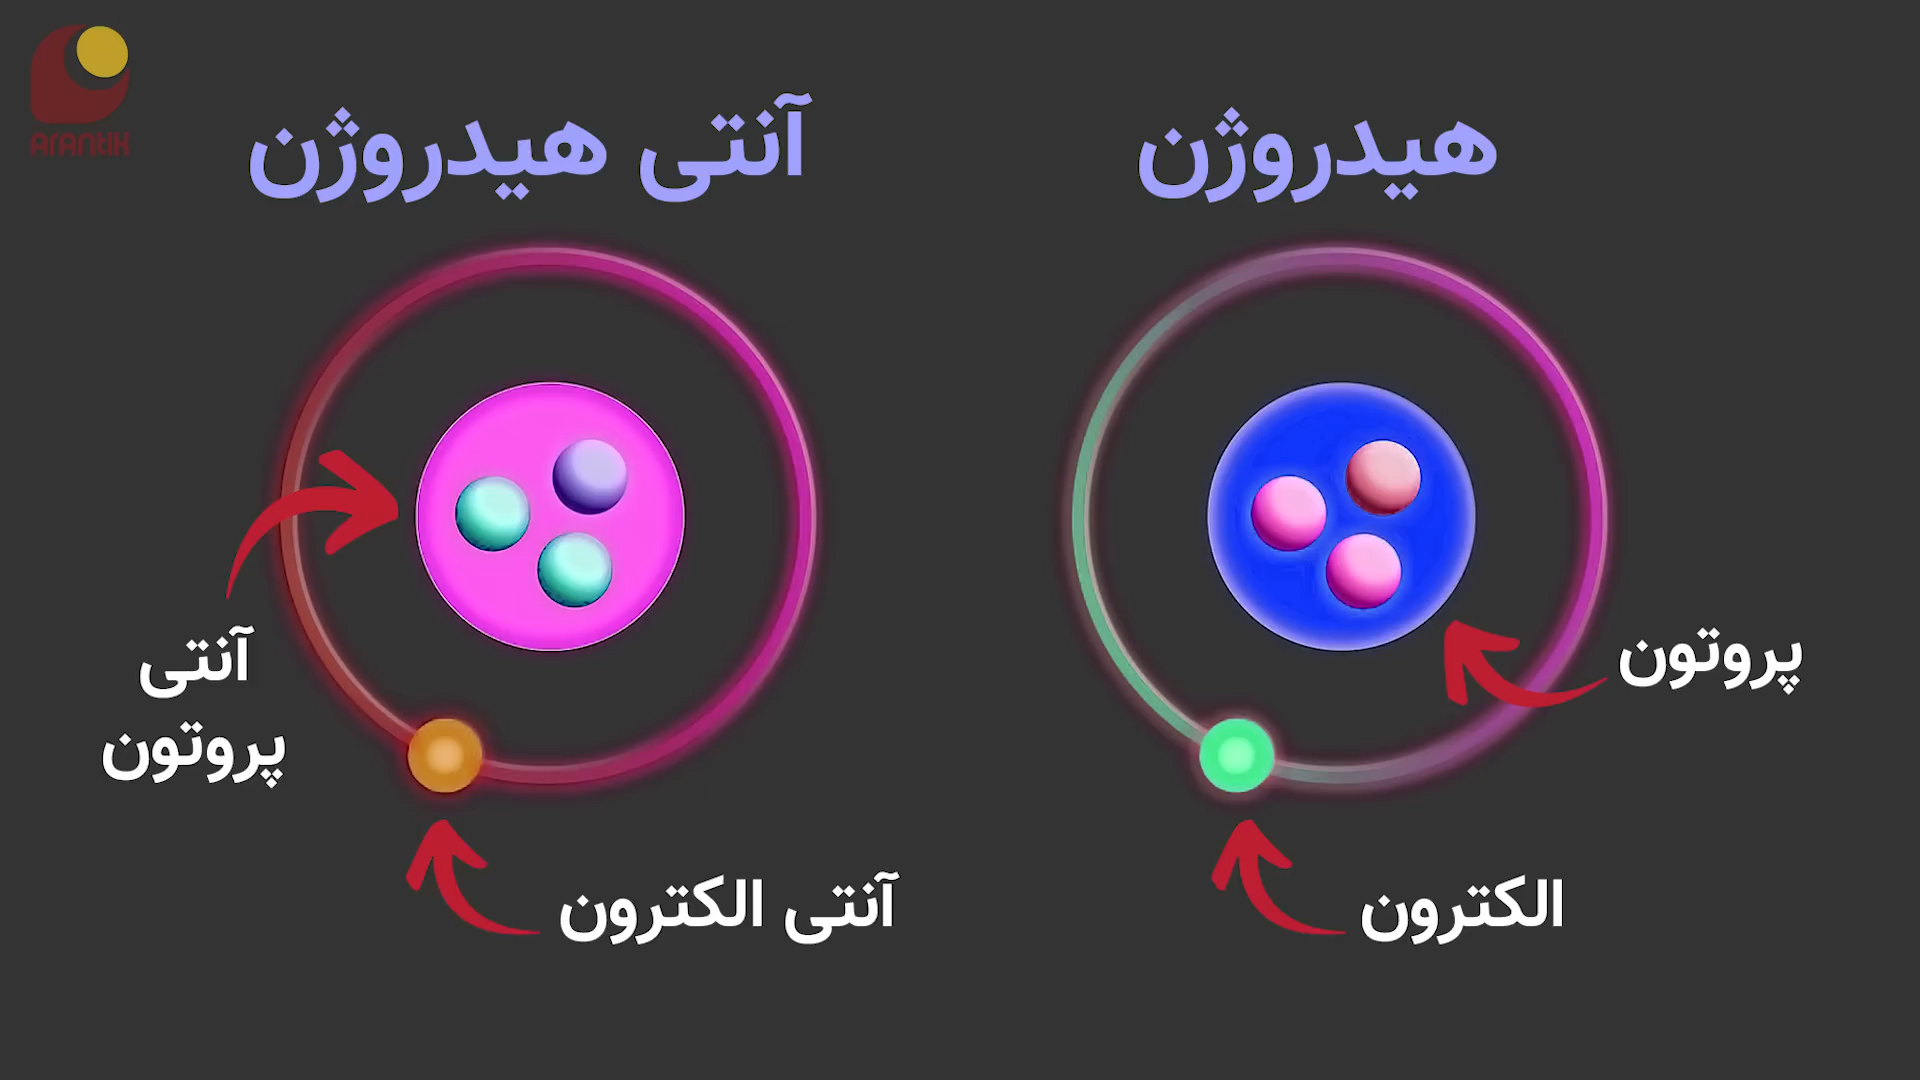 هیدروژن
آنتی هیدروژن
پروتون
الکترون
آنتی
پروتون
آنتی الکترون
ArAntIK